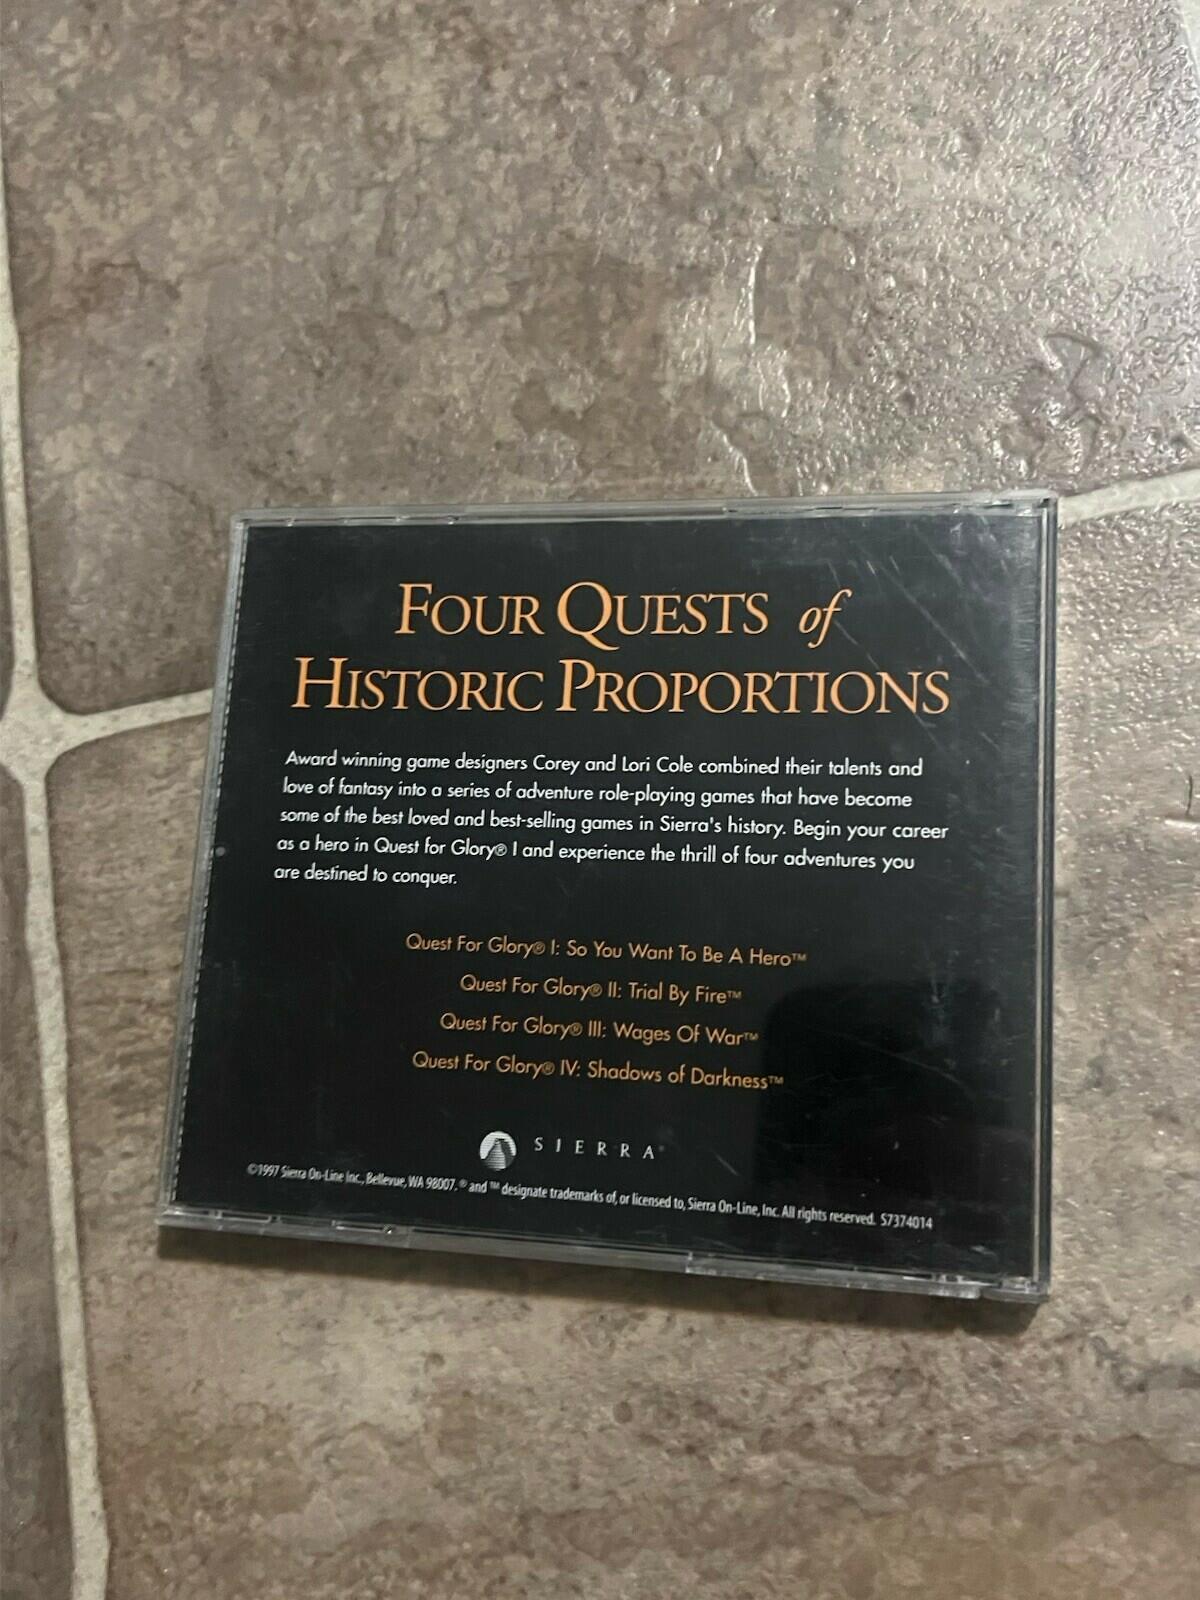 FOUR QUESTS of
HISTORIC PROPORTIONS
Award winning game designers Corey and Lori Cole combined their talents and
love of fantasy into a series of adventure role-playing games that have become
some of the best loved and best-selling games in Sierra's history. Begin your career
as a hero in Quest for Glory® I and experience the thrill of four adventures you
are destined to conquer.
Quest For Glory® I: So You Want To Be A Hero™
Quest For Glory® II: Trial By Fire™
Quest For Glory® III: Wages Of War™
Quest For Glory® IV: Shadows of Darkness™
SIERRA®
©1997 Sierra On-Line Inc., Bellevue, WA 98007. ® and ™ designate trademarks of, or licensed to, Sierra On-Line, Inc. All rights reserved. S7374014